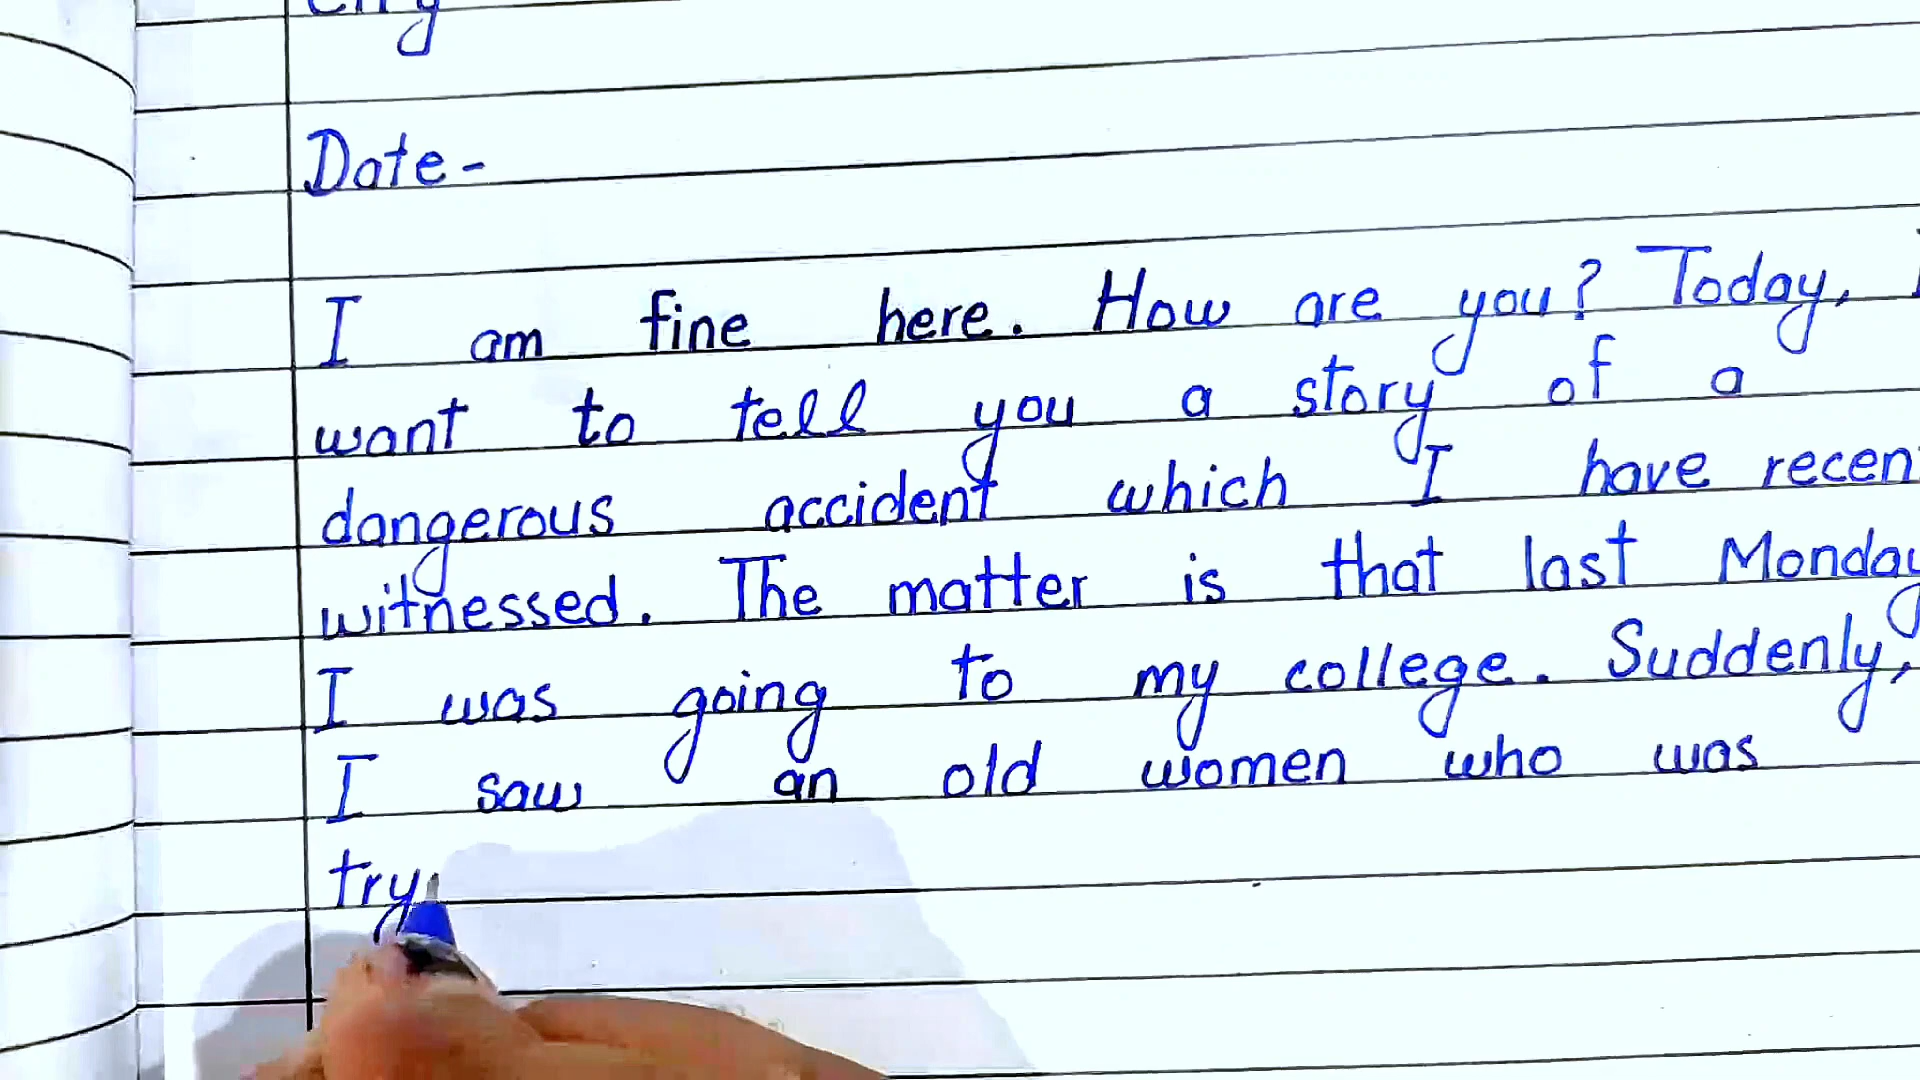 City
Date-
I am fine here. How are you? Today, I
want to tell you a story of a
dangerous accident which I have recen
witnessed. The matter is that last Monday
I was going to my college. Suddenly,
I saw an old women who was
try